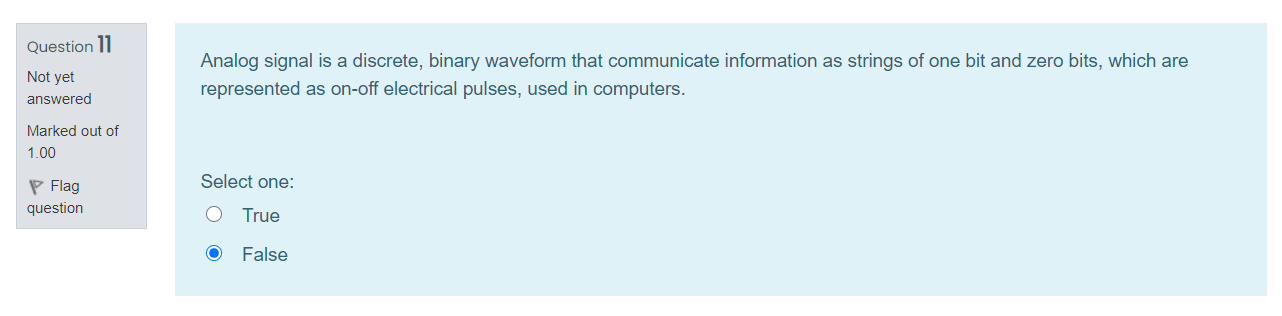 Question 11
Not yet
answered
Marked out of
1.00
Flag
question
Analog signal is a discrete, binary waveform that communicate information as strings of one bit and zero bits, which are
represented as on-off electrical pulses, used in computers.
Select one:
True
False